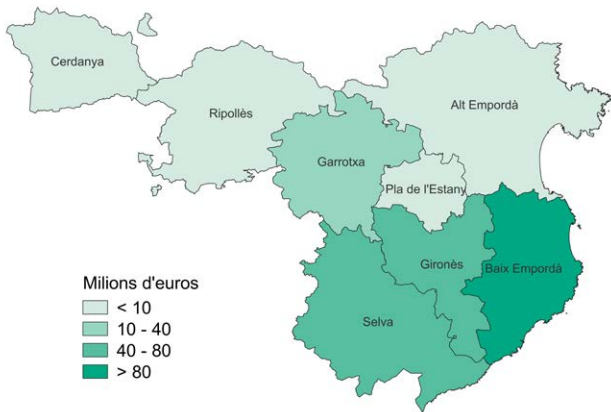 Cerdanya
Ripollès
Alt Empordà
Garrotxa
Pla de l'Estany
Gironès
Baix Empordà
Selva
Milions d'euros
< 10
10 - 40
40 - 80
> 80